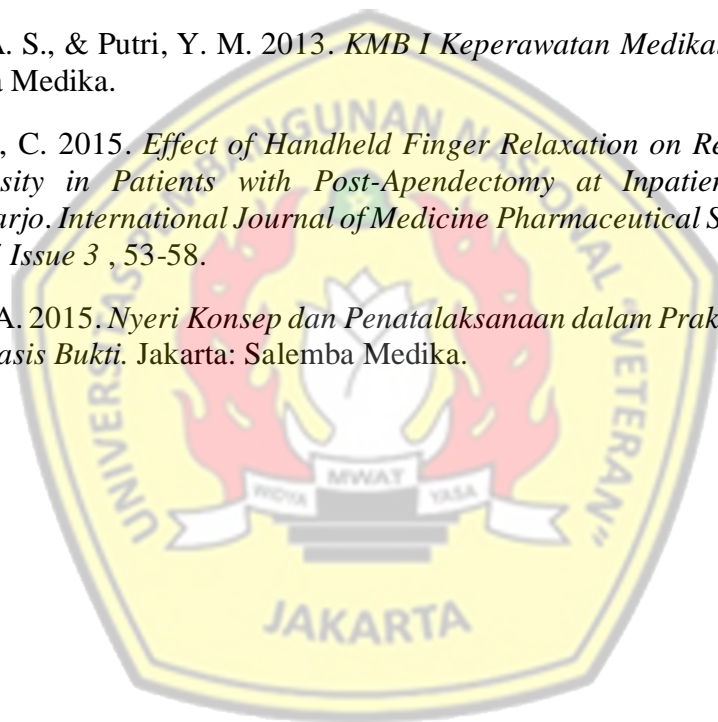 A. S., & Putri, Y. M. 2013. KMB I Keperawatan Medika
a Medika.
, C. 2015. Effect of Handheld Finger Relaxation on Re
sity in Patients with Post-Apendectomy at Inpatien
arjo. International Journal of Medicine Pharmaceutical S
Issue 3 , 53-58.
A. 2015. Nyeri Konsep dan Penatalaksanaan dalam Prak
asis Bukti. Jakarta: Salemba Medika.
UNIVERSITAS PEMBANGUNAN NASIONAL "VETERAN"
WIDYA MWAT YASA
JAKARTA